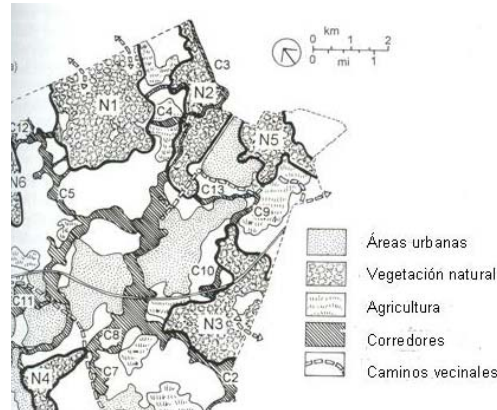 km
0 1 2
0 1
mi
C3
N1
N2
C4
C12
N5
N6
C5
C13
C9
C10
C11
N3
C8
C7
N4
C2
Áreas urbanas
Vegetación natural
Agricultura
Corredores
Caminos vecinales